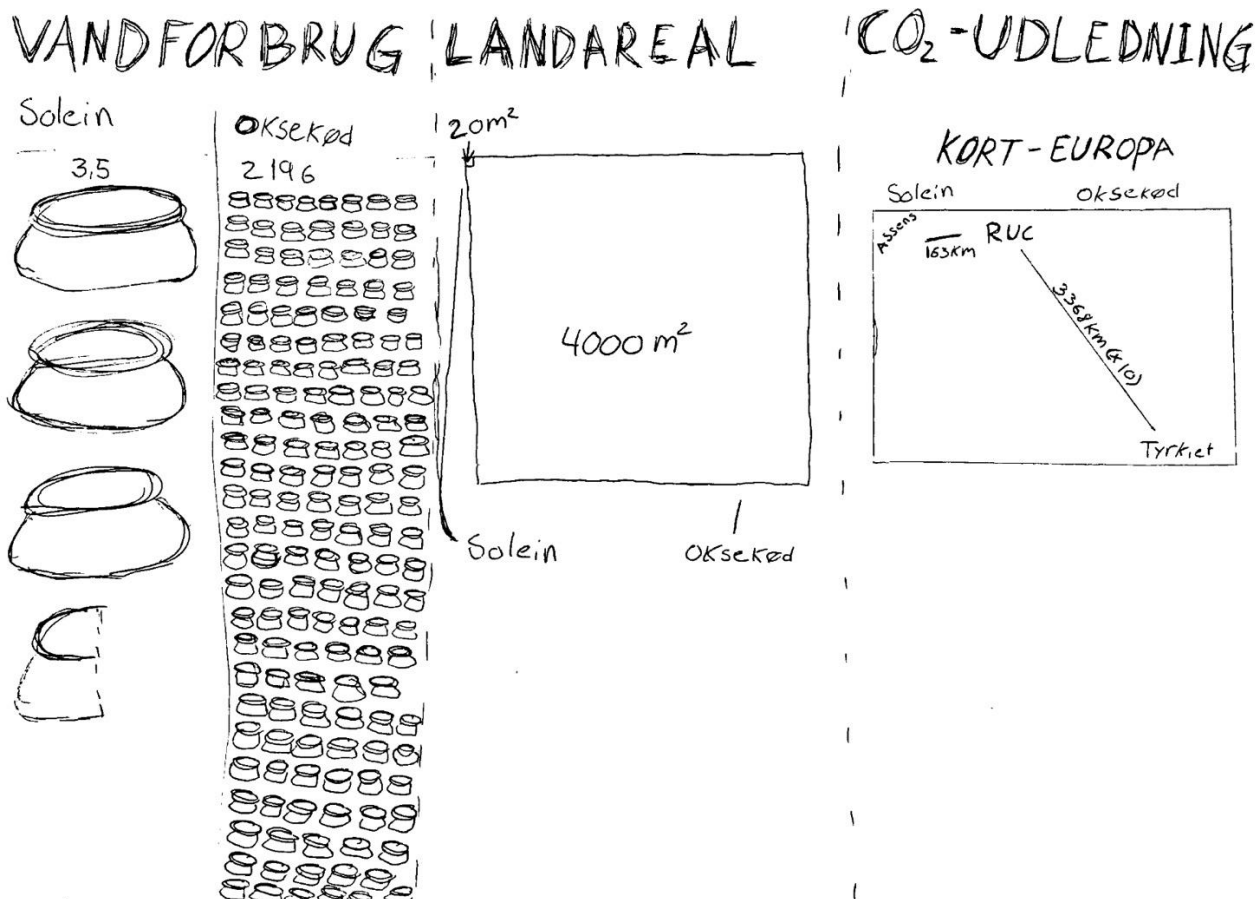 VANDFORBRUG
Solein
3,5
Oksekød
2196
LANDAREAL
20m²
4000 m²
Solein
Oksekød
CO₂-UDLEDNING
KORT-EUROPA
Solein
Oksekød
Assens
163km
RUC
3368km (x10)
Tyrkiet